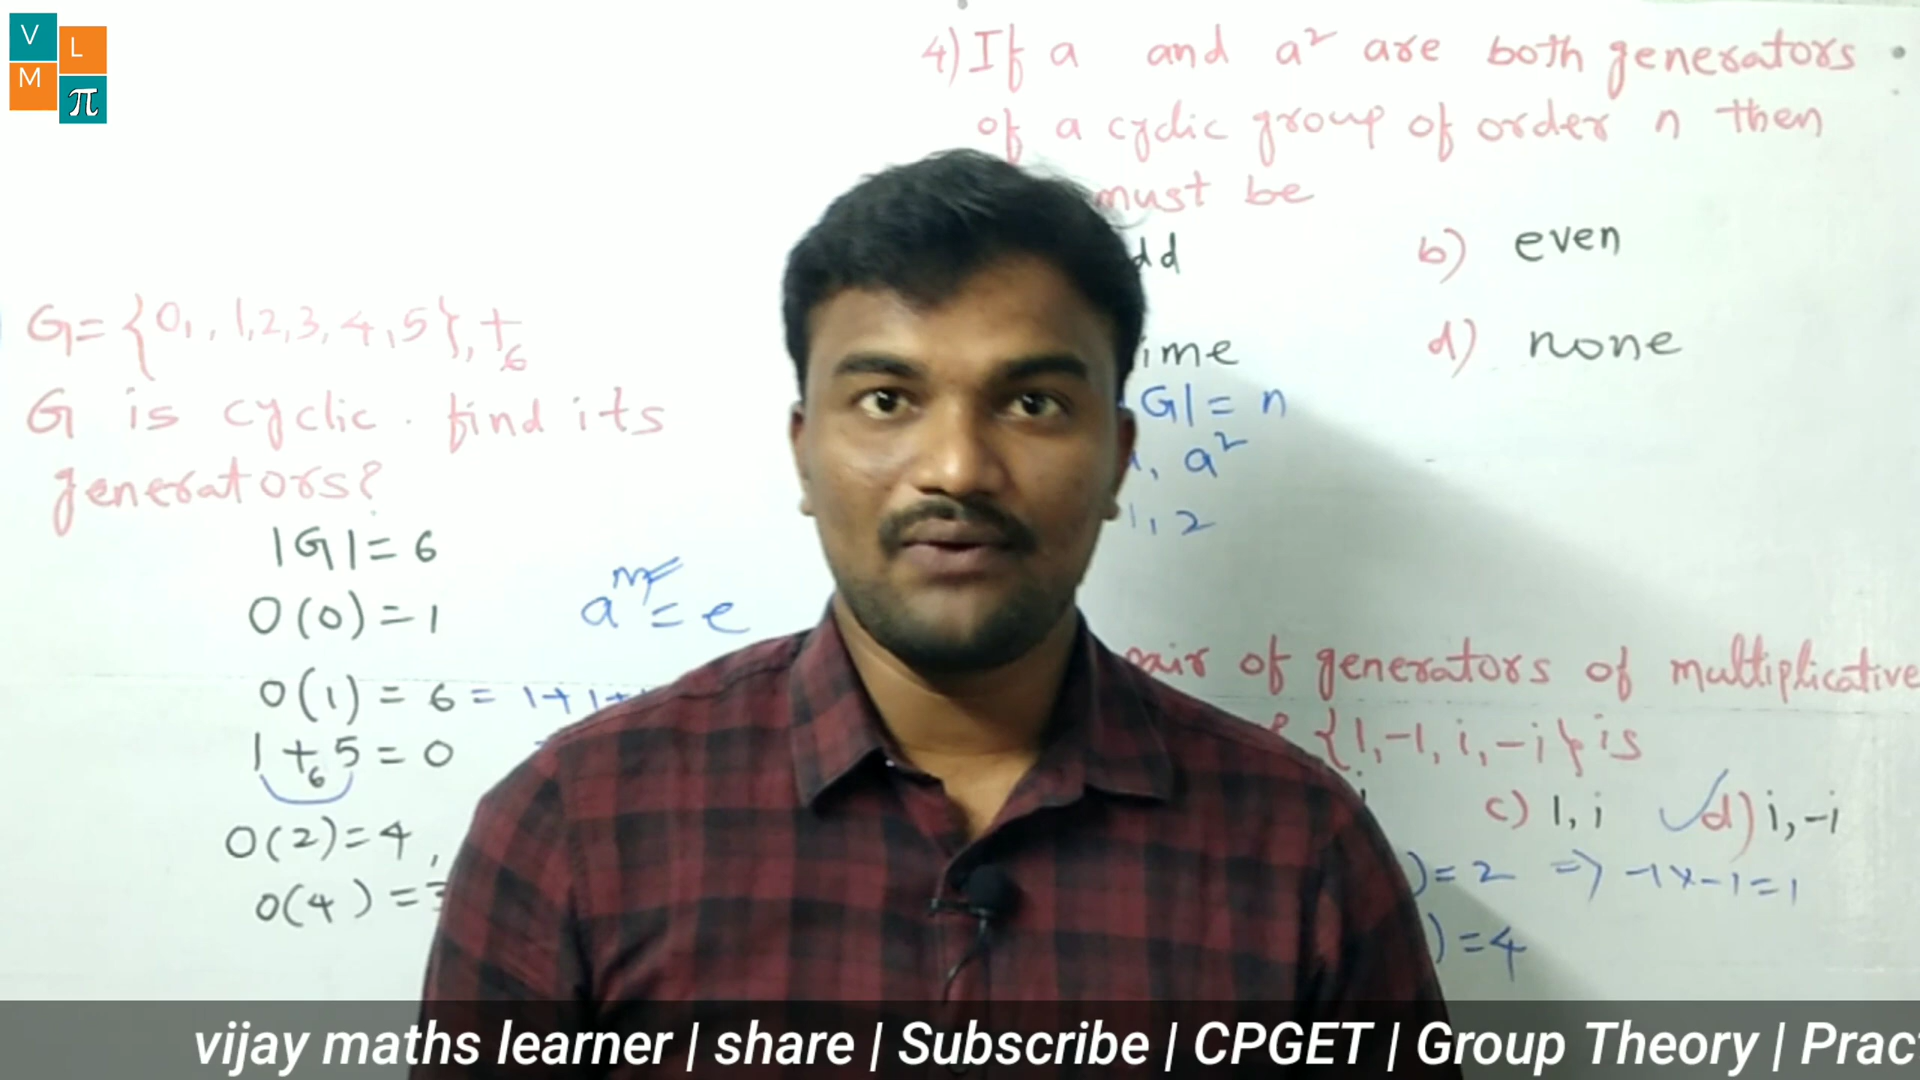 V
L
M
π
4) If a and a² are both generators
of a cyclic group of order n then
must be
b) even
d) none
|G| = n
a²
1, 2
G = {0, , 1, 2, 3, 4, 5}, +₆
G is cyclic . find its
generators?
|G| = 6
O(0) = 1
aⁿ = e
O(1) = 6 = 1+1+
1 +₆ 5 = 0
O(2) = 4 ,
O(4) = 3
pair of generators of multiplicative
{1, -1, i, -i} is
c) 1, i ✓d) i, -i
) = 2 ⇒ -1 x -1 = 1
) = 4
vijay maths learner | share | Subscribe | CPGET | Group Theory | Prac